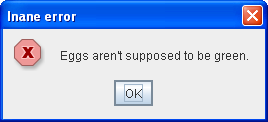 Inane error
Eggs aren't supposed to be green.
OK